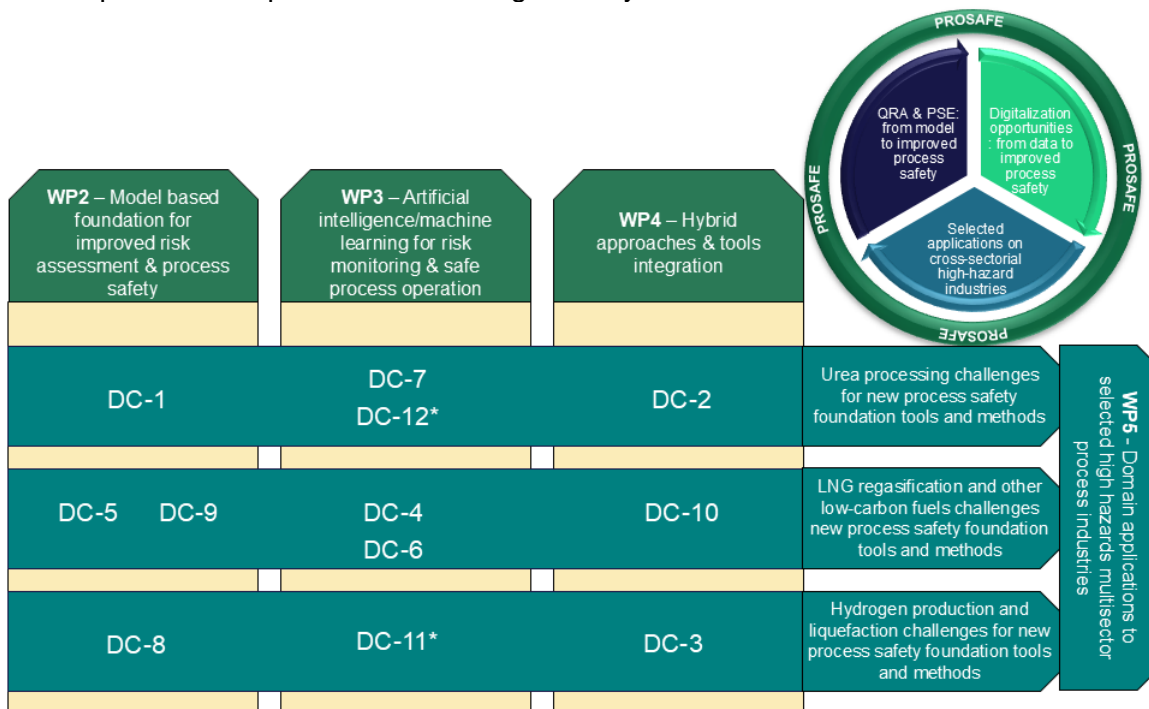 PROSAFE
PROSAFE
PROSAFE
PROSAFE
QRA & PSE:
from model
to improved
process
safety
Digitalization
opportunities
: from data to
improved
process
safety
Selected
applications on
cross-sectorial
high-hazard
industries
WP2 – Model based
foundation for
improved risk
assessment & process
safety
WP3 – Artificial
intelligence/machine
learning for risk
monitoring & safe
process operation
WP4 – Hybrid
approaches & tools
integration
DC-1
DC-7
DC-12*
DC-2
Urea processing challenges
for new process safety
foundation tools and methods
DC-5 DC-9
DC-4
DC-6
DC-10
LNG regasification and other
low-carbon fuels challenges
new process safety foundation
tools and methods
DC-8
DC-11*
DC-3
Hydrogen production and
liquefaction challenges for new
process safety foundation tools
and methods
WP5 - Domain applications to
selected high hazards multisector
process industries